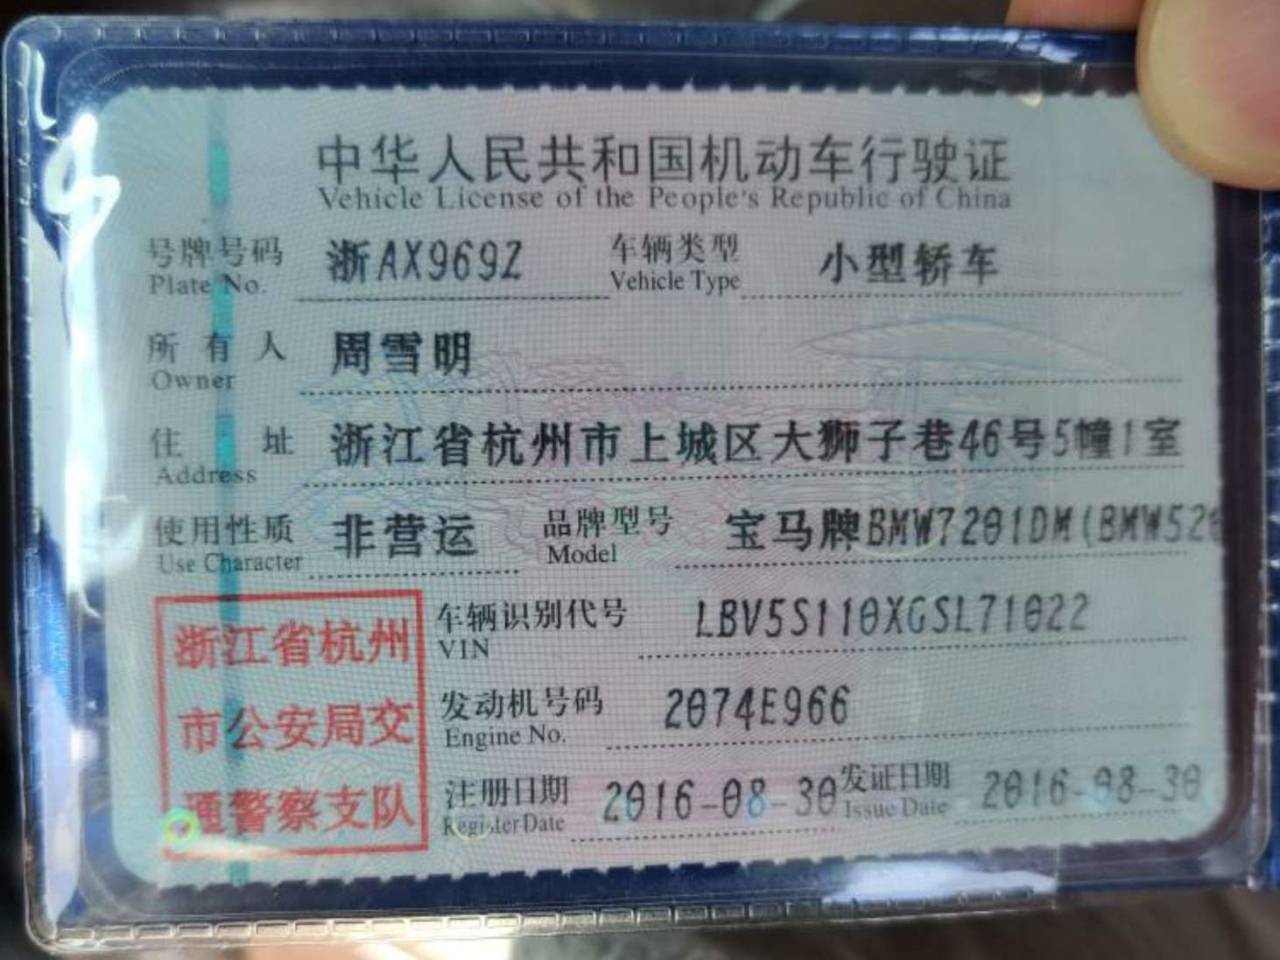 中华人民共和国机动车行驶证
Vehicle License of the People's Republic of China
号牌号码 浙AX969Z 车辆类型 小型轿车
Plate No. Vehicle Type
所有人 周雪明
Owner
住址 浙江省杭州市上城区大狮子巷46号5幢1室
Address
使用性质 非营运 品牌型号 宝马牌BMW7201DM(BMW520
Use Character Model
车辆识别代号 LBV5S110XGSL71022
VIN
发动机号码 2074E966
Engine No.
注册日期 2016-08-30 发证日期 2016-08-30
Register Date Issue Date
浙江省杭州
市公安局交
通警察支队